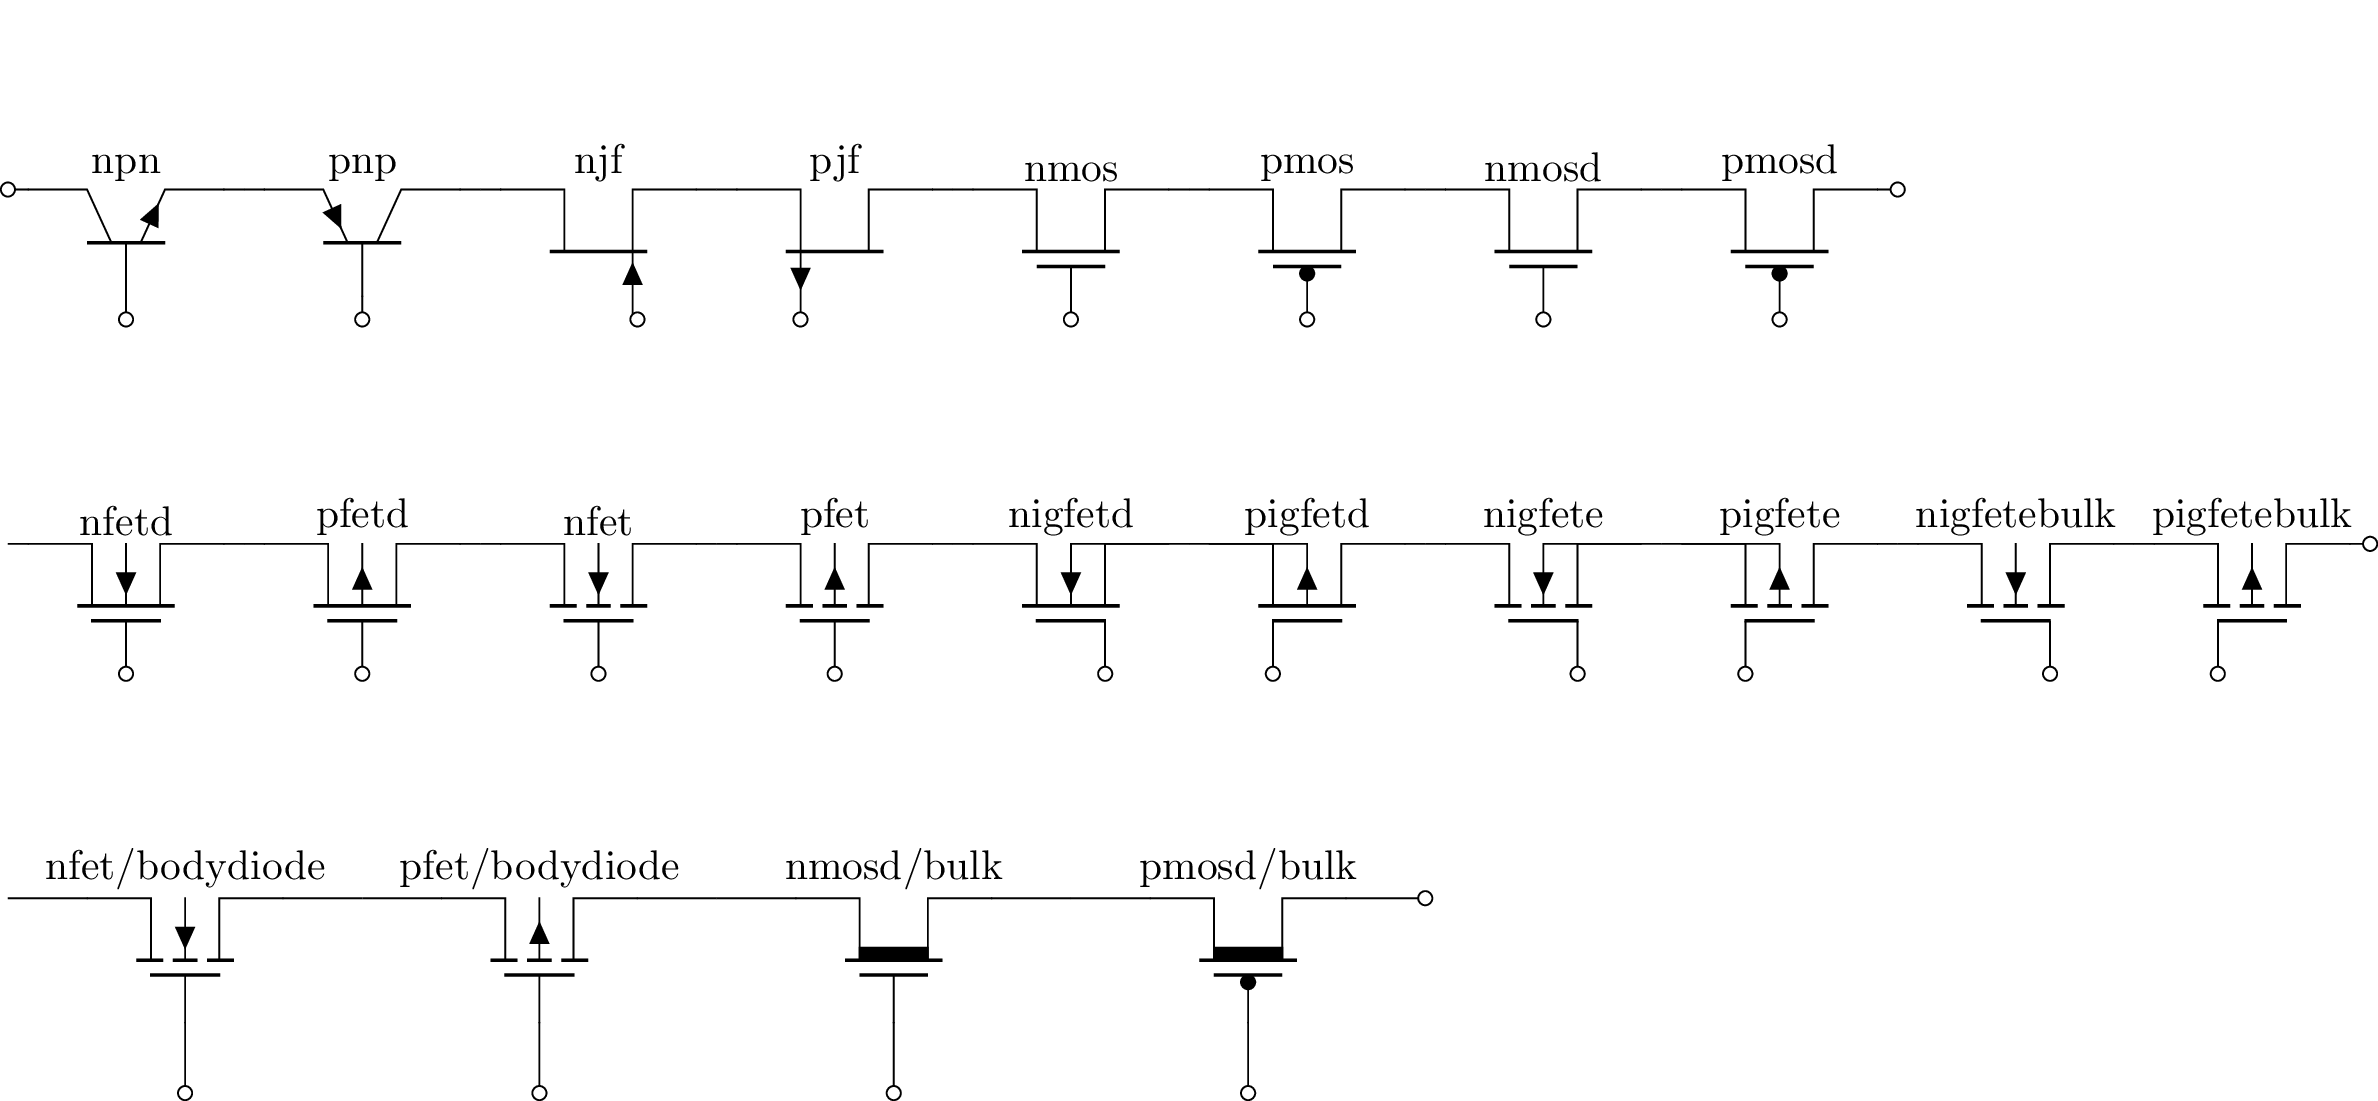 npn pnp njf pjf nmos pmos nmosd pmosd
nfetd pfetd nfet pfet nigfetd pigfetd nigfete pigfete nigfetebulk pigfetebulk
nfet/bodydiode pfet/bodydiode nmosd/bulk pmosd/bulk